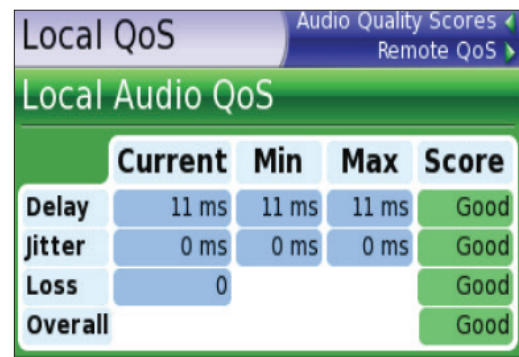 Local QoS
Audio Quality Scores
Remote QoS
Local Audio QoS
Current Min Max Score
Delay 11 ms 11 ms 11 ms Good
Jitter 0 ms 0 ms 0 ms Good
Loss 0 Good
Overall Good